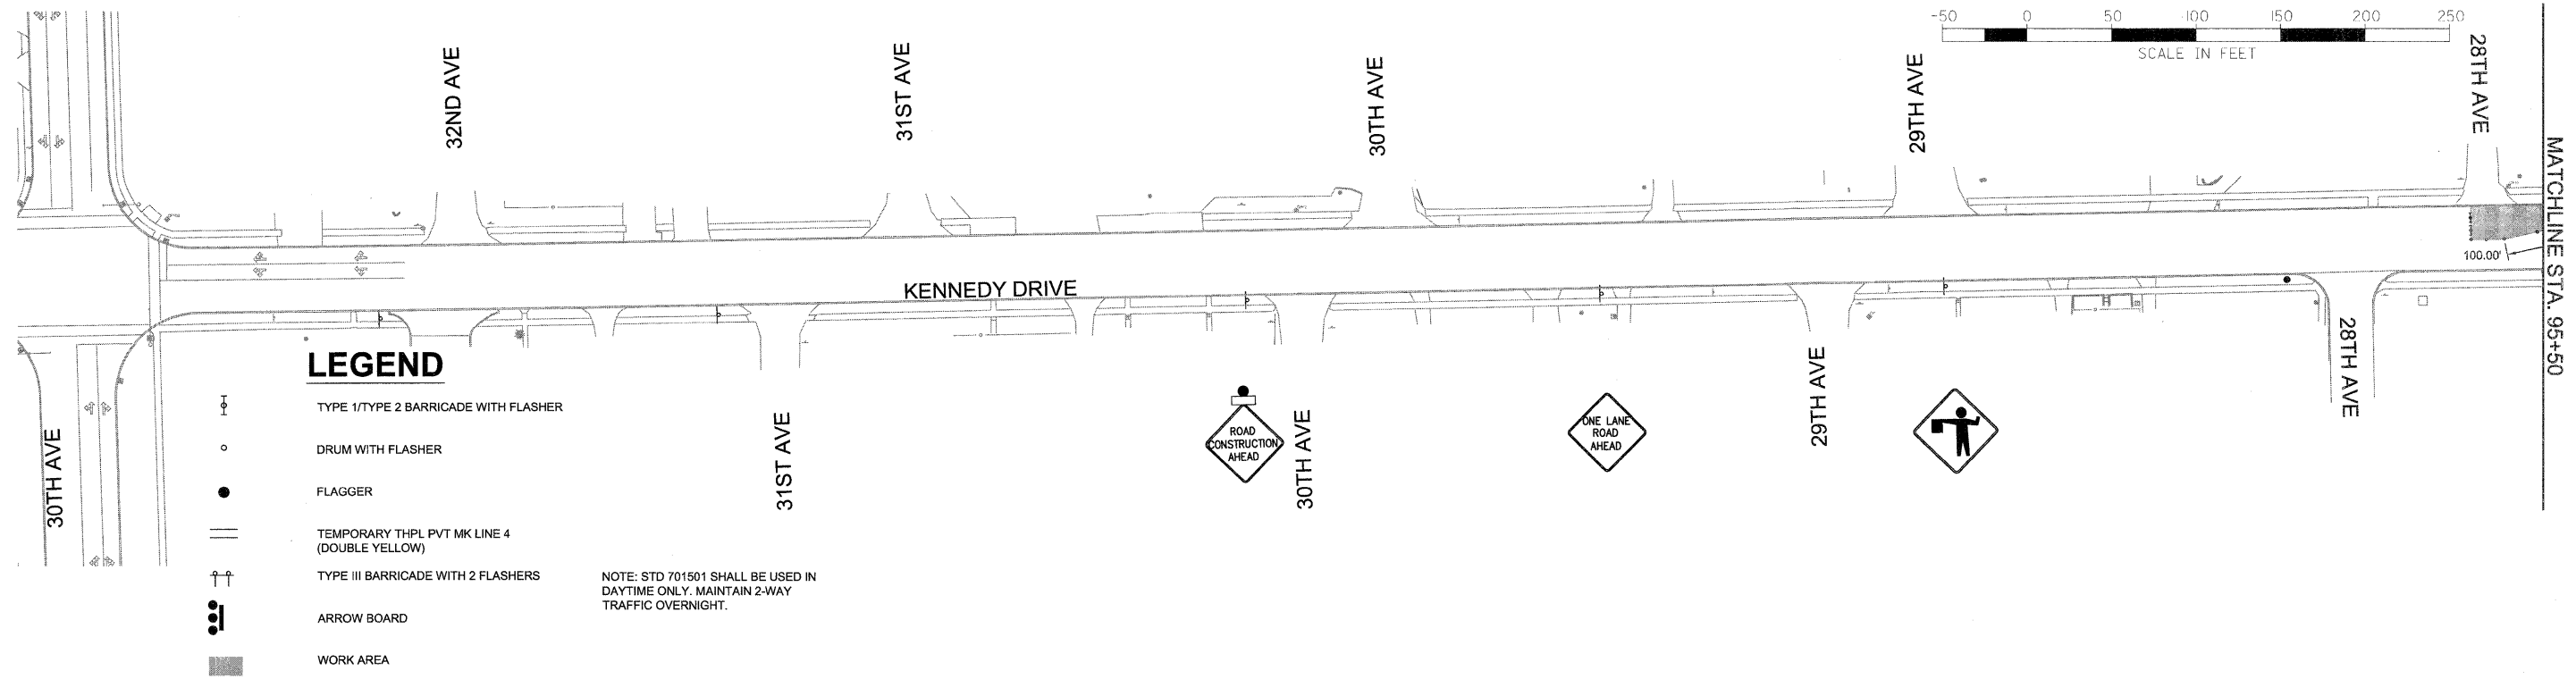 -50 0 50 100 150 200 250
SCALE IN FEET
32ND AVE
31ST AVE
30TH AVE
29TH AVE
28TH AVE
MATCHLINE STA. 95+50
100.00'
KENNEDY DRIVE
30TH AVE
31ST AVE
30TH AVE
29TH AVE
28TH AVE
ROAD
CONSTRUCTION
AHEAD
ONE LANE
ROAD
AHEAD
LEGEND
TYPE 1/TYPE 2 BARRICADE WITH FLASHER
DRUM WITH FLASHER
FLAGGER
TEMPORARY THPL PVT MK LINE 4
(DOUBLE YELLOW)
TYPE III BARRICADE WITH 2 FLASHERS
ARROW BOARD
WORK AREA
NOTE: STD 701501 SHALL BE USED IN
DAYTIME ONLY. MAINTAIN 2-WAY
TRAFFIC OVERNIGHT.